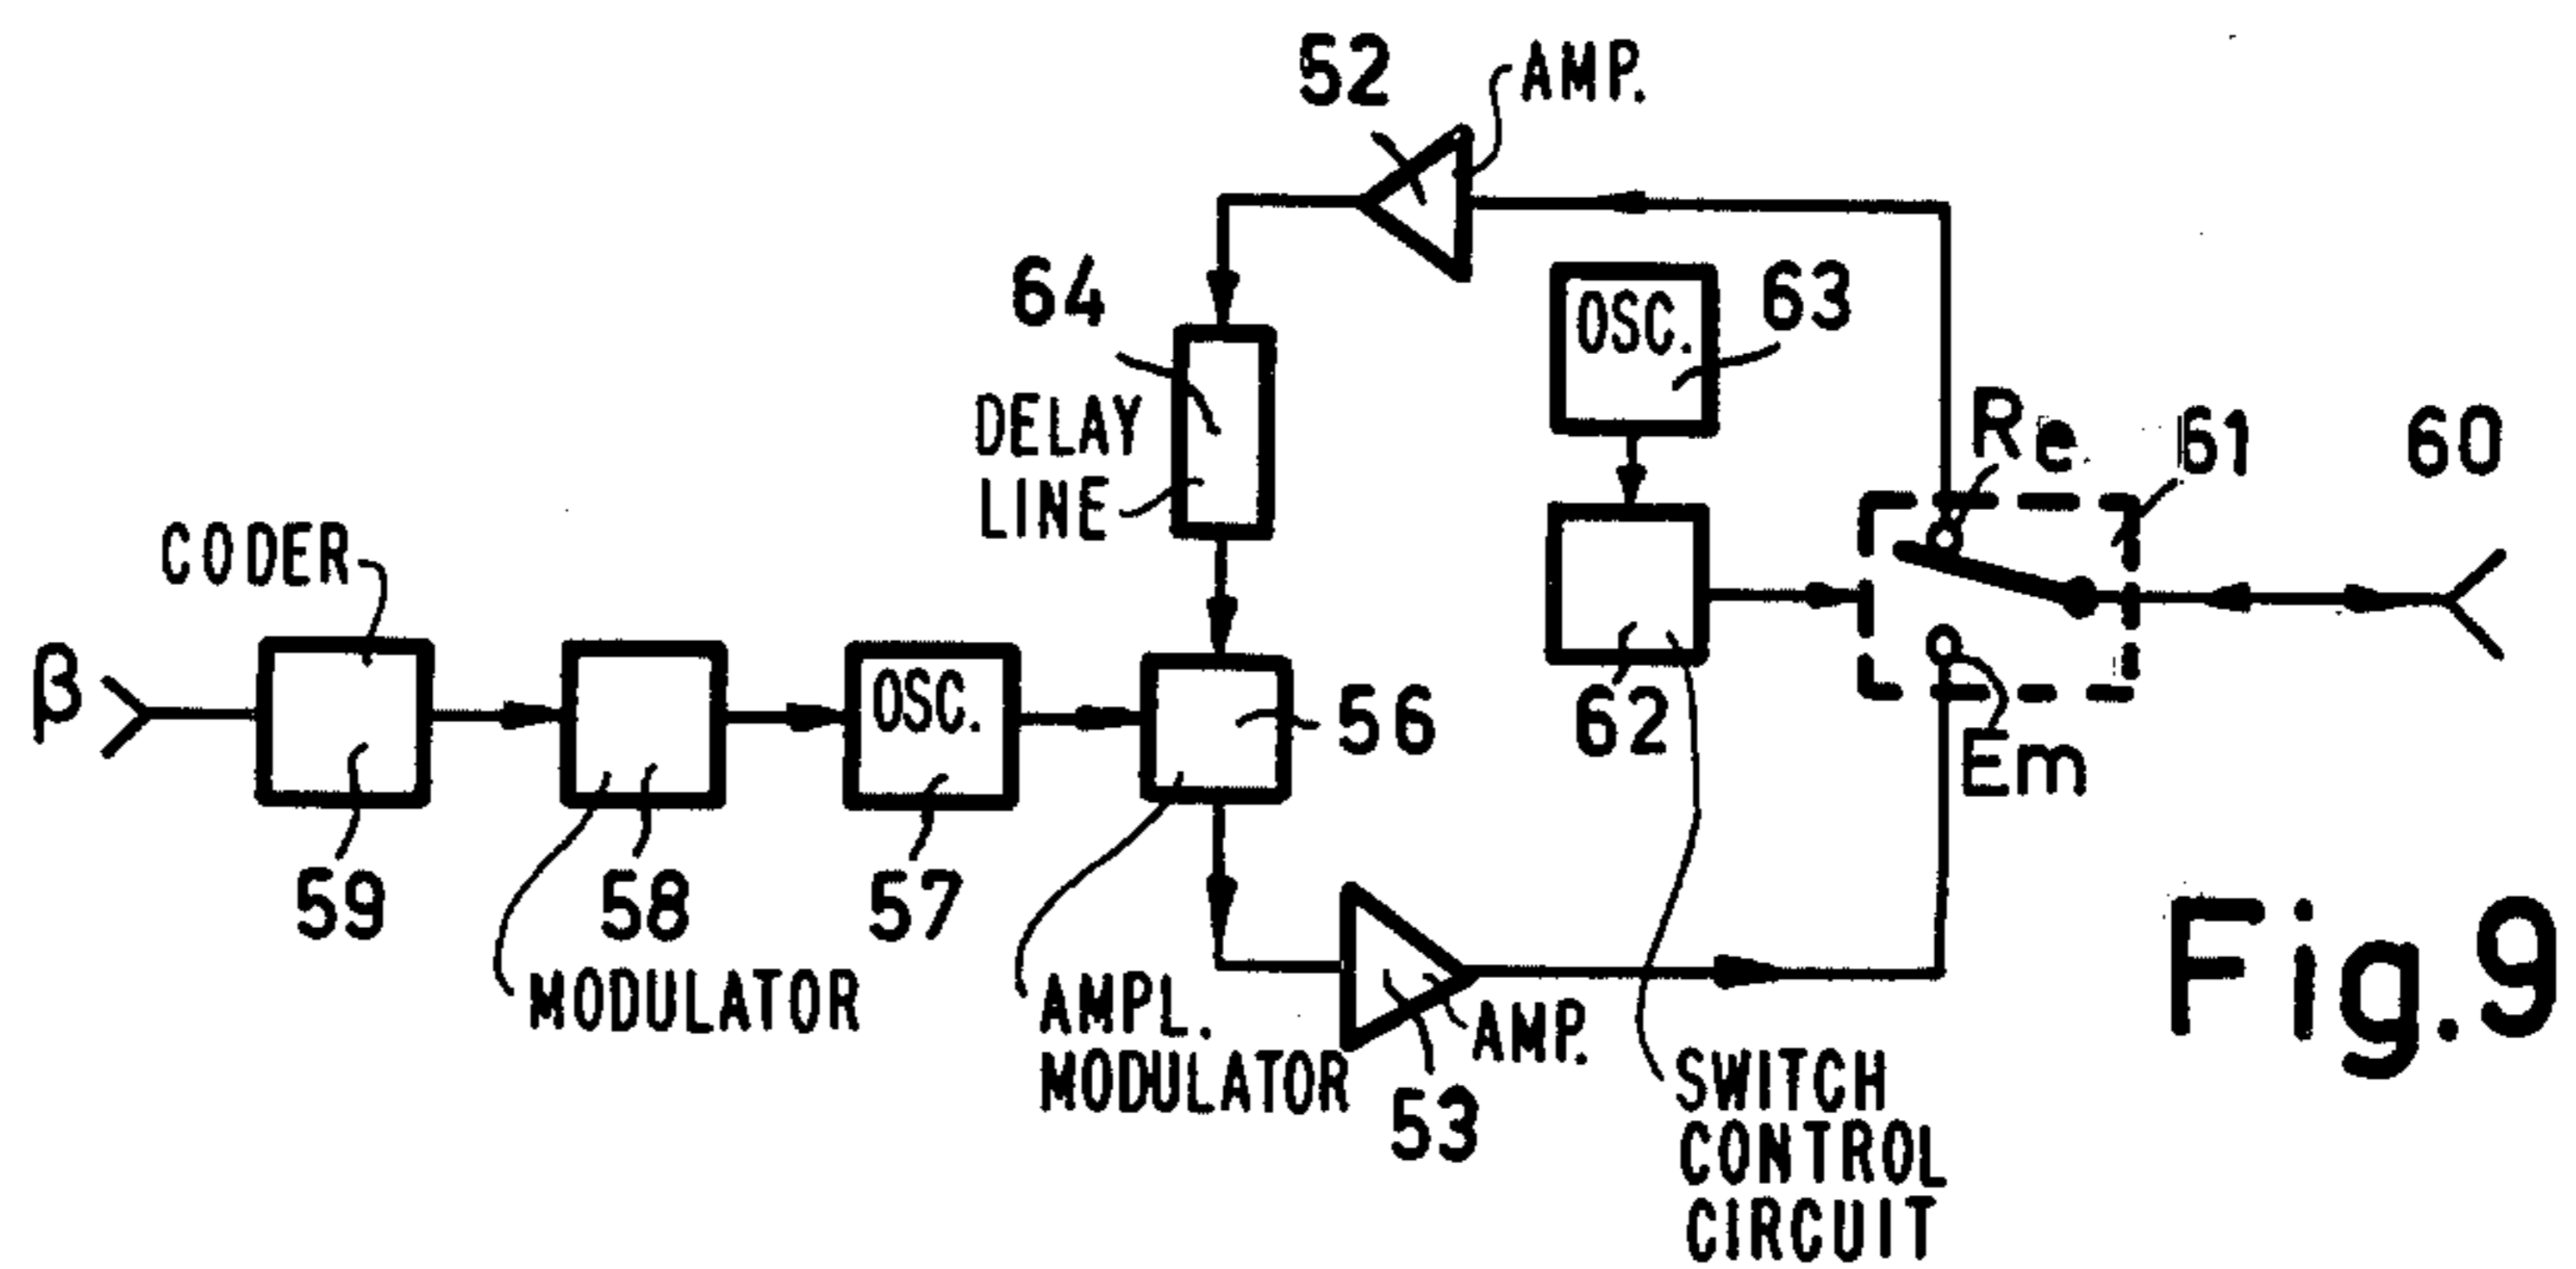 52
AMP.
64
OSC.
63
DELAY
LINE
Re
61
60
CODER
β
OSC.
56
62
Em
59
58
57
MODULATOR
AMPL.
MODULATOR
AMP.
53
SWITCH
CONTROL
CIRCUIT
Fig.9